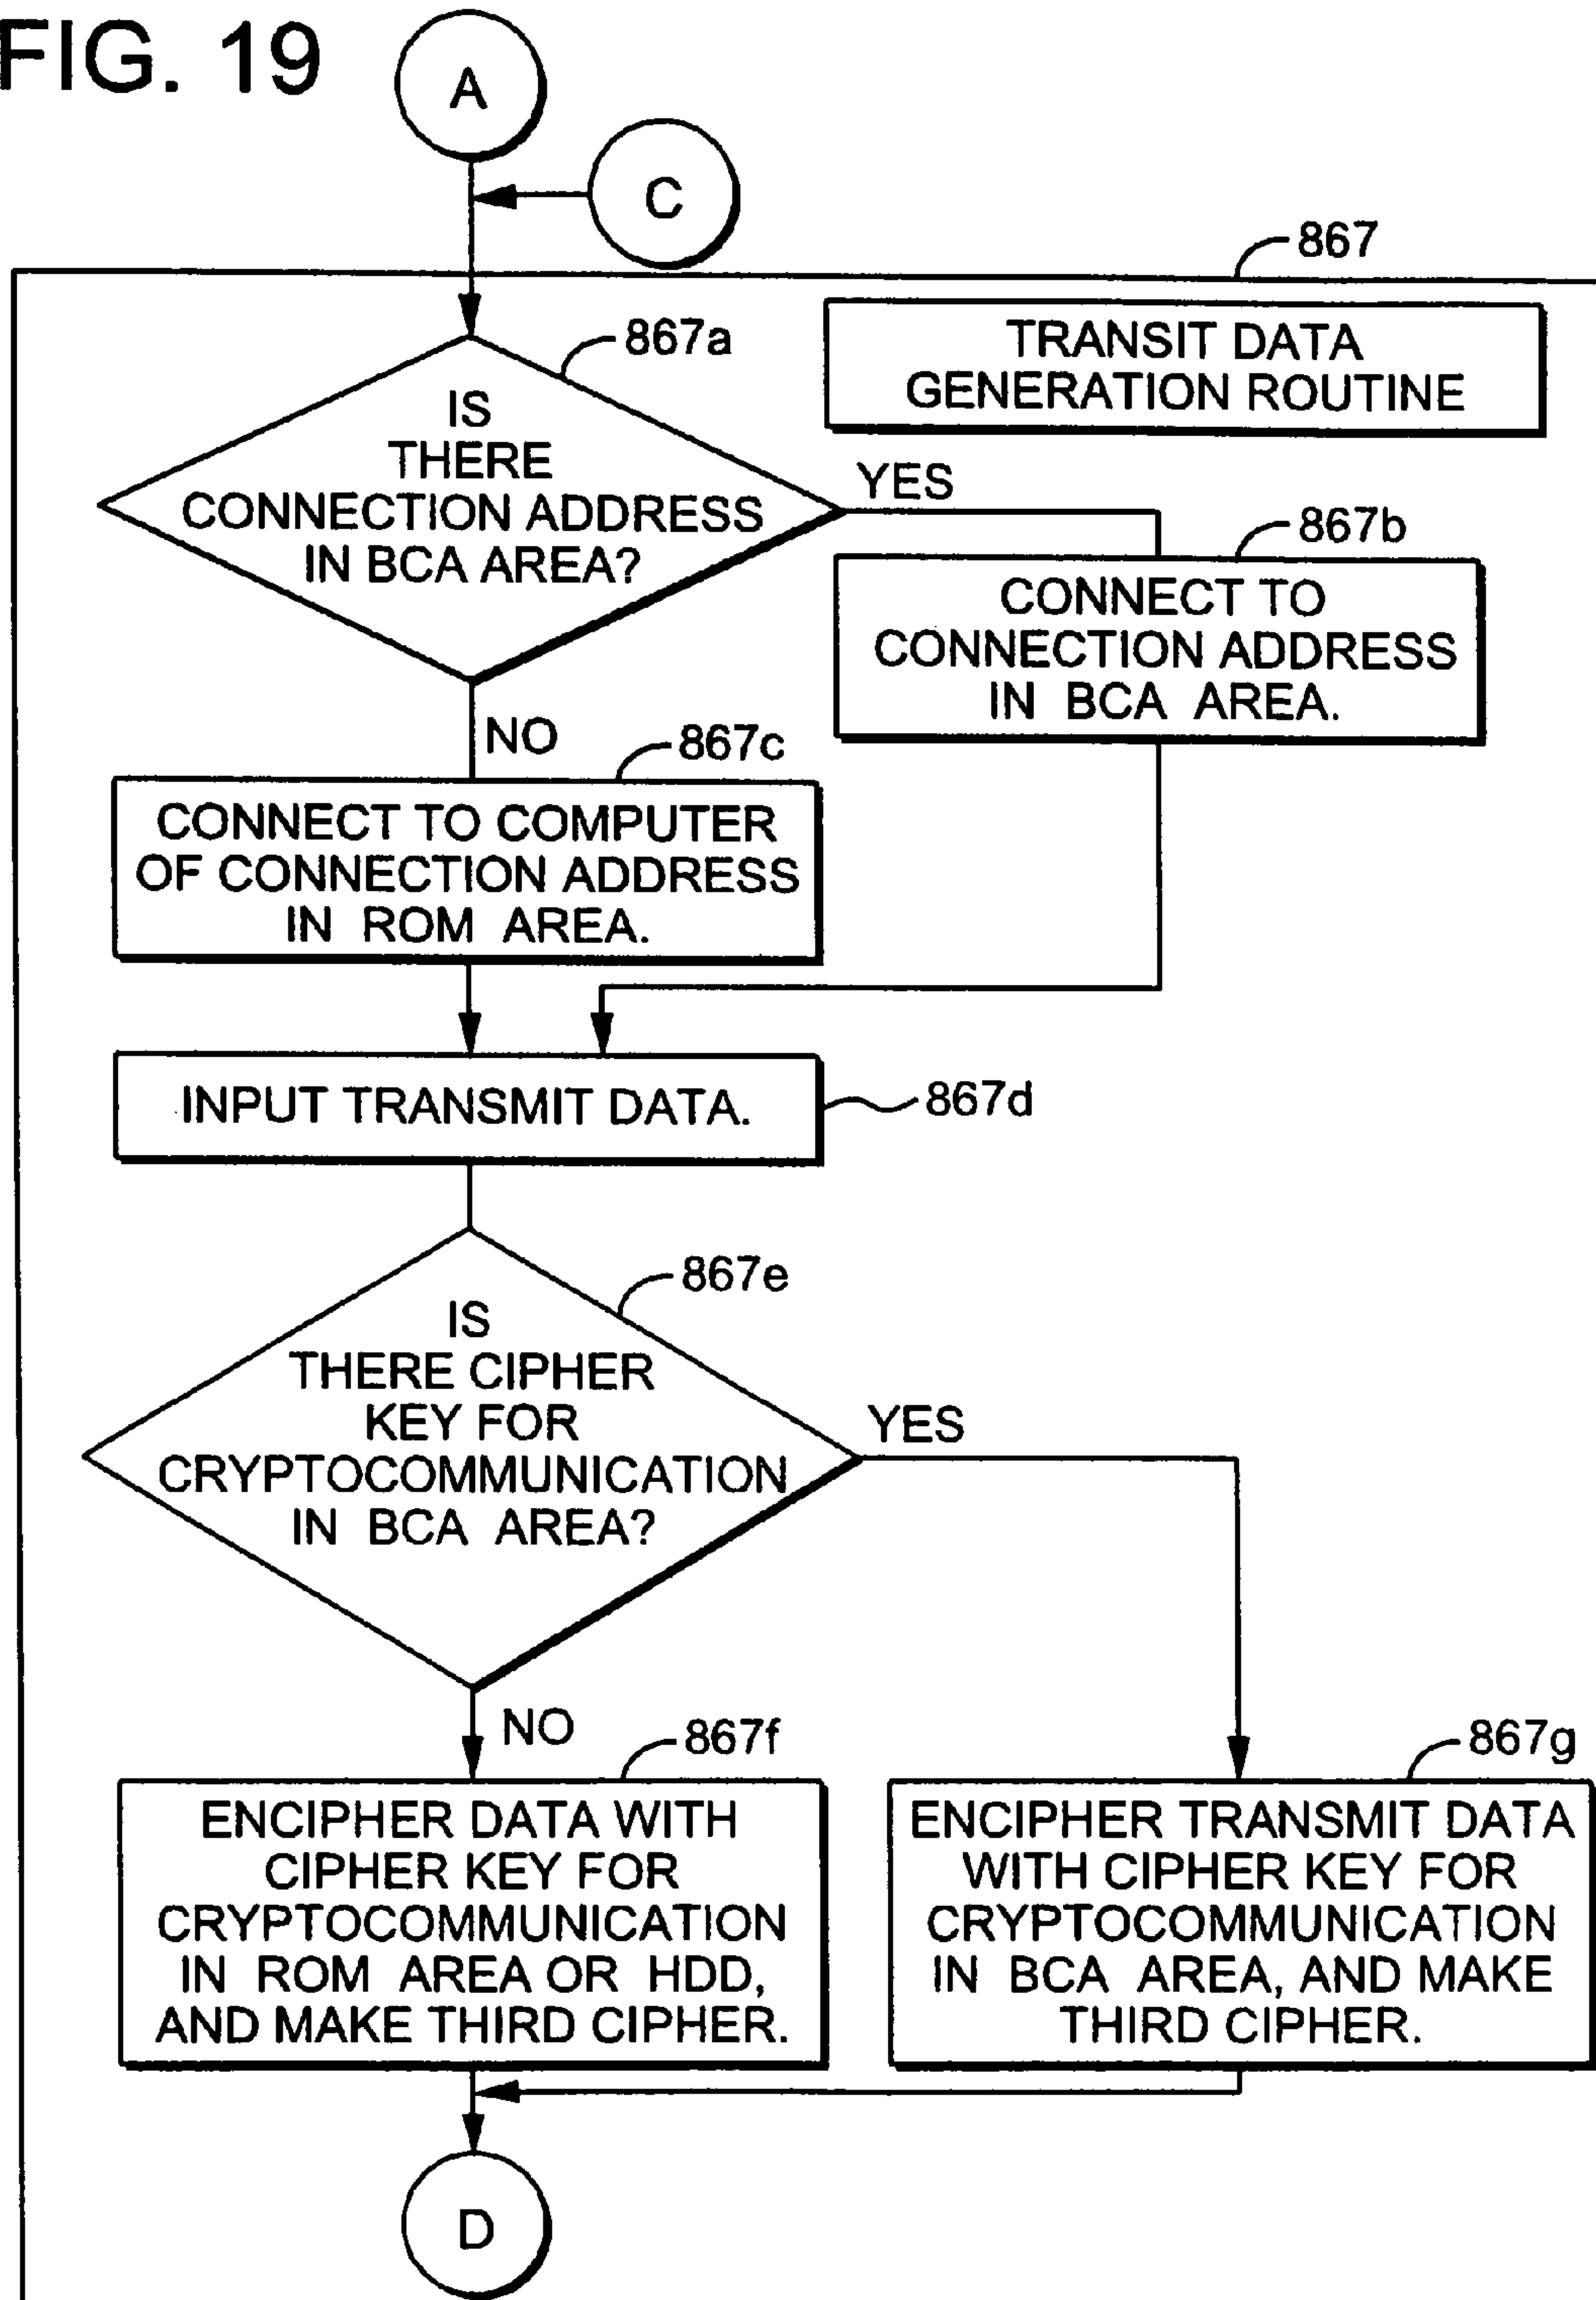 FIG. 19
A
C
867
TRANSIT DATA
GENERATION ROUTINE
867a
IS
THERE
CONNECTION ADDRESS
IN BCA AREA?
YES
867b
CONNECT TO
CONNECTION ADDRESS
IN BCA AREA.
NO
867c
CONNECT TO COMPUTER
OF CONNECTION ADDRESS
IN ROM AREA.
INPUT TRANSMIT DATA.
867d
867e
IS
THERE CIPHER
KEY FOR
CRYPTOCOMMUNICATION
IN BCA AREA?
YES
NO
867f
ENCIPHER DATA WITH
CIPHER KEY FOR
CRYPTOCOMMUNICATION
IN ROM AREA OR HDD,
AND MAKE THIRD CIPHER.
867g
ENCIPHER TRANSMIT DATA
WITH CIPHER KEY FOR
CRYPTOCOMMUNICATION
IN BCA AREA, AND MAKE
THIRD CIPHER.
D